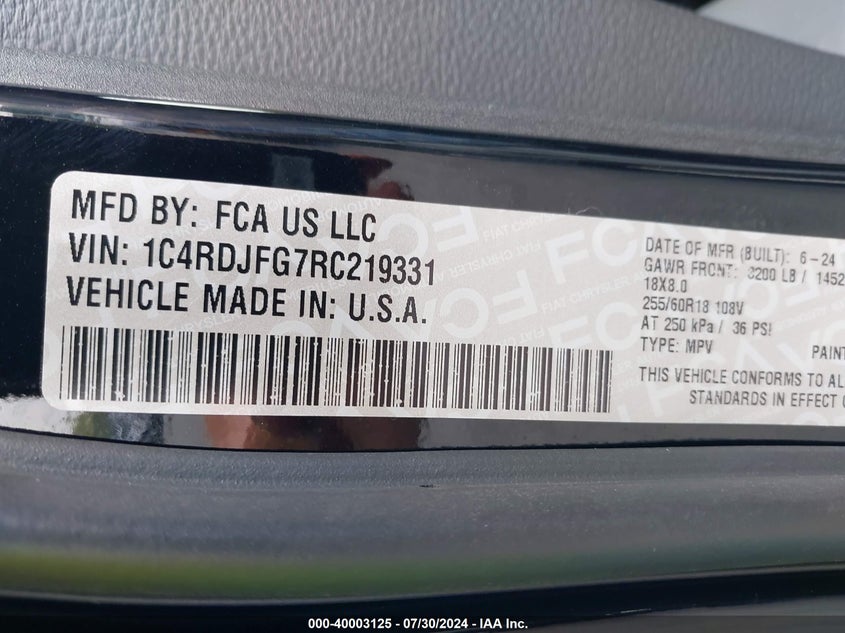 MFD BY: FCA US LLC
VIN: 1C4RDJFG7RC219331
VEHICLE MADE IN: U.S.A.
DATE OF MFR (BUILT): 6-24
GAWR FRONT: 3200 LB / 1452
18X8.0
255/60R18 108V
AT 250 kPa / 36 PSI
TYPE: MPV PAINT
THIS VEHICLE CONFORMS TO AL
STANDARDS IN EFFECT
000-40003125 - 07/30/2024 - IAA Inc.